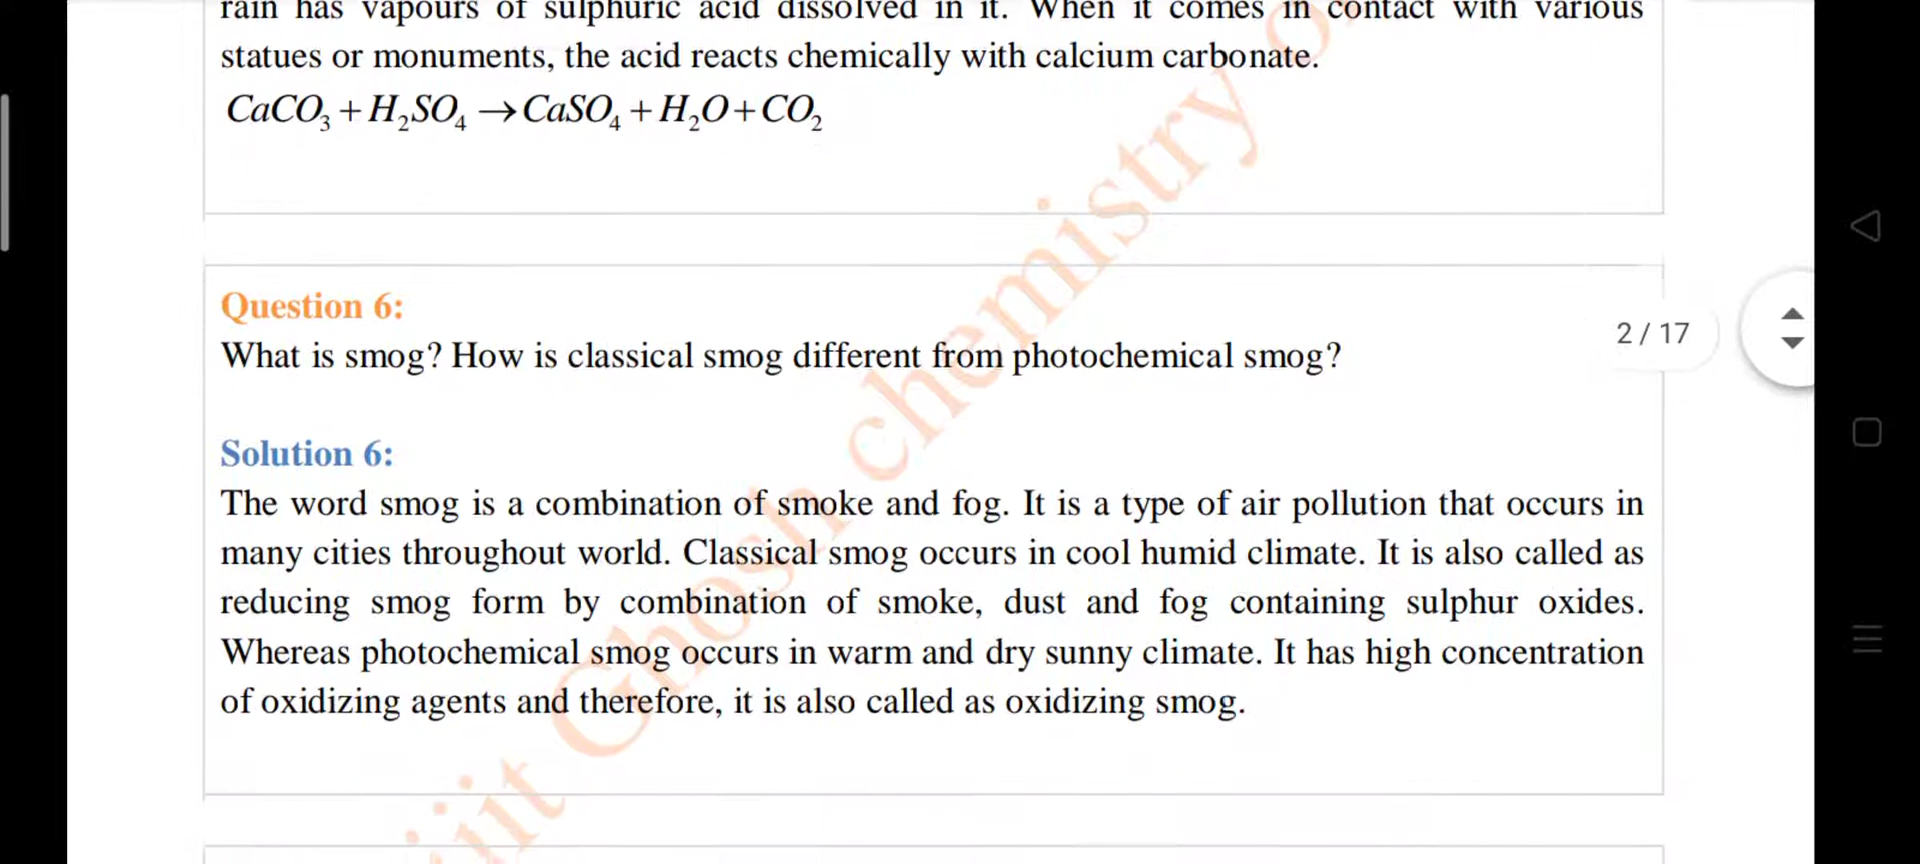 rain has vapours of sulphuric acid dissolved in it. When it comes in contact with various
statues or monuments, the acid reacts chemically with calcium carbonate.
CaCO₃ + H₂SO₄ → CaSO₄ + H₂O + CO₂
Question 6:
What is smog? How is classical smog different from photochemical smog?
2 / 17
Solution 6:
The word smog is a combination of smoke and fog. It is a type of air pollution that occurs in
many cities throughout world. Classical smog occurs in cool humid climate. It is also called as
reducing smog form by combination of smoke, dust and fog containing sulphur oxides.
Whereas photochemical smog occurs in warm and dry sunny climate. It has high concentration
of oxidizing agents and therefore, it is also called as oxidizing smog.
Ghosh chemistry